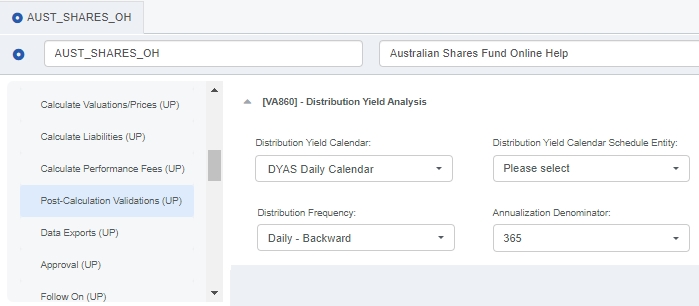 AUST_SHARES_OH
AUST_SHARES_OH
Australian Shares Fund Online Help
Calculate Valuations/Prices (UP)
Calculate Liabilities (UP)
Calculate Performance Fees (UP)
Post-Calculation Validations (UP)
Data Exports (UP)
Approval (UP)
Follow On (UP)
[VA860] - Distribution Yield Analysis
Distribution Yield Calendar:
Distribution Yield Calendar Schedule Entity:
DYAS Daily Calendar
Please select
Distribution Frequency:
Annualization Denominator:
Daily - Backward
365